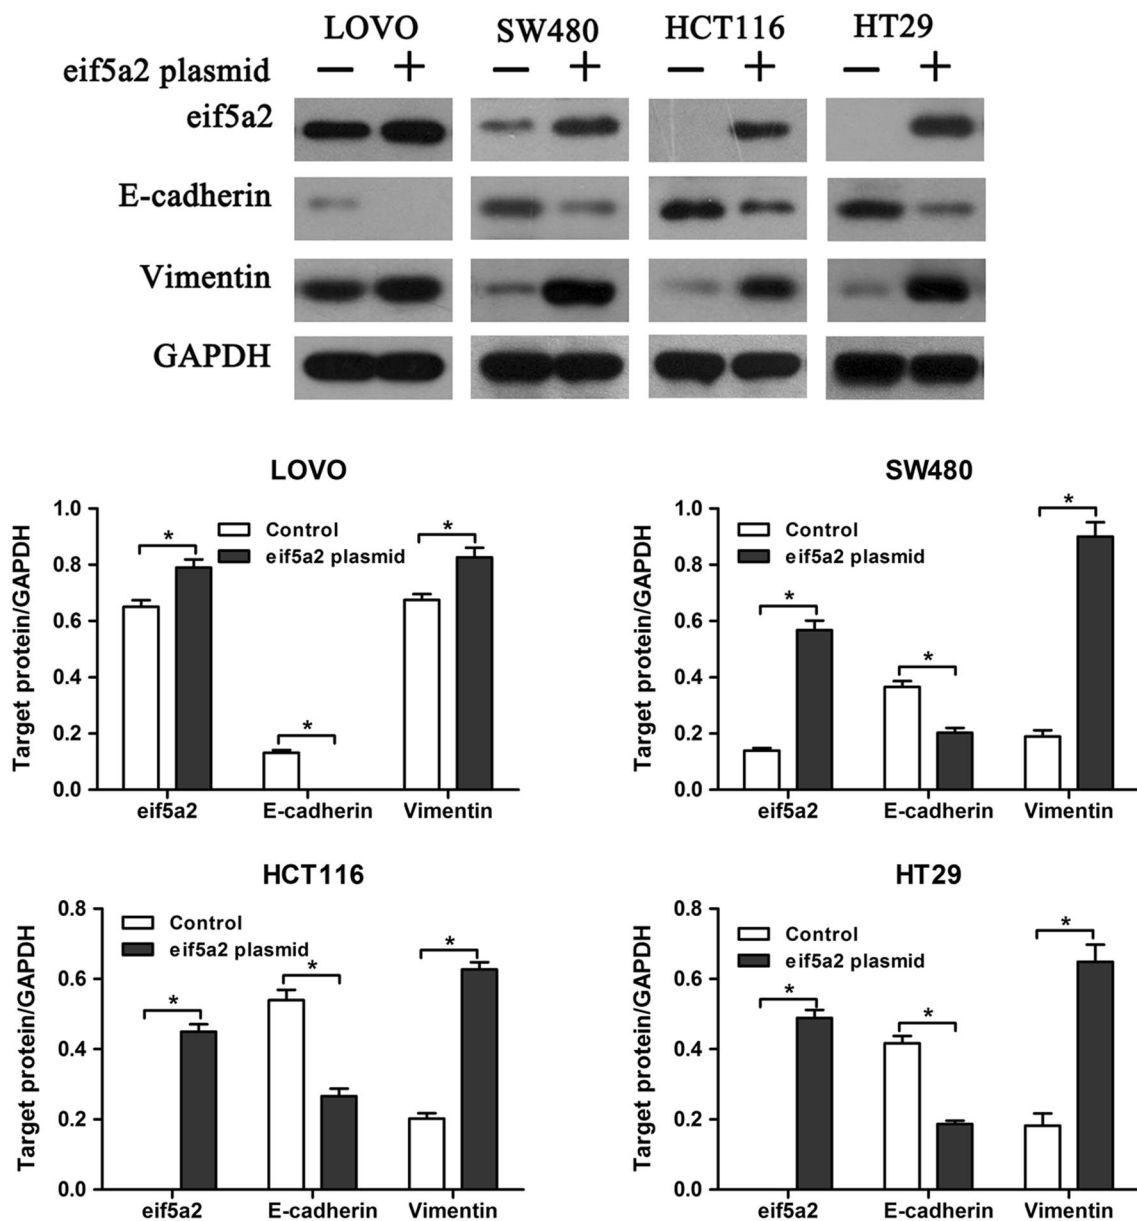 LOVO SW480 HCT116 HT29
eif5a2 plasmid − + − + − + − +
eif5a2
E-cadherin
Vimentin
GAPDH
LOVO
Target protein/GAPDH
1.0
0.8
0.6
0.4
0.2
0.0
Control
eif5a2 plasmid
*
*
*
eif5a2 E-cadherin Vimentin
SW480
Target protein/GAPDH
1.0
0.8
0.6
0.4
0.2
0.0
Control
eif5a2 plasmid
*
*
*
eif5a2 E-cadherin Vimentin
HCT116
Target protein/GAPDH
0.8
0.6
0.4
0.2
0.0
Control
eif5a2 plasmid
*
*
*
eif5a2 E-cadherin Vimentin
HT29
Target protein/GAPDH
0.8
0.6
0.4
0.2
0.0
Control
eif5a2 plasmid
*
*
*
eif5a2 E-cadherin Vimentin